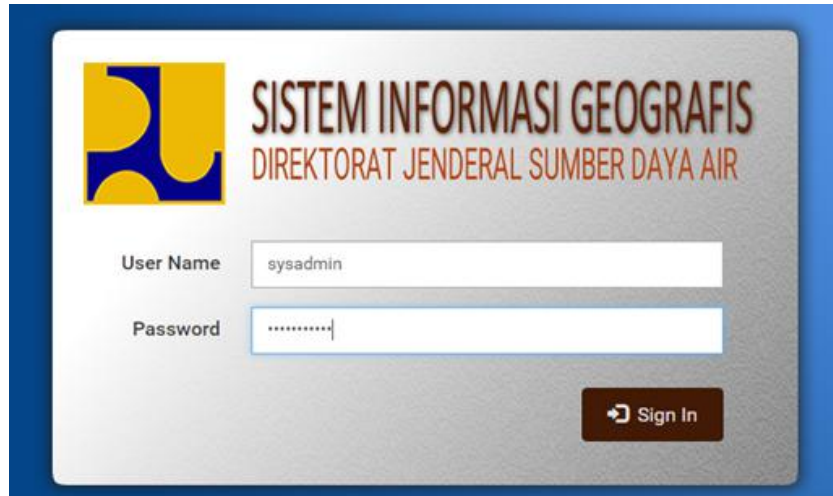 SISTEM INFORMASI GEOGRAFIS
DIREKTORAT JENDERAL SUMBER DAYA AIR
User Name
sysadmin
Password
•••••••••••
Sign In